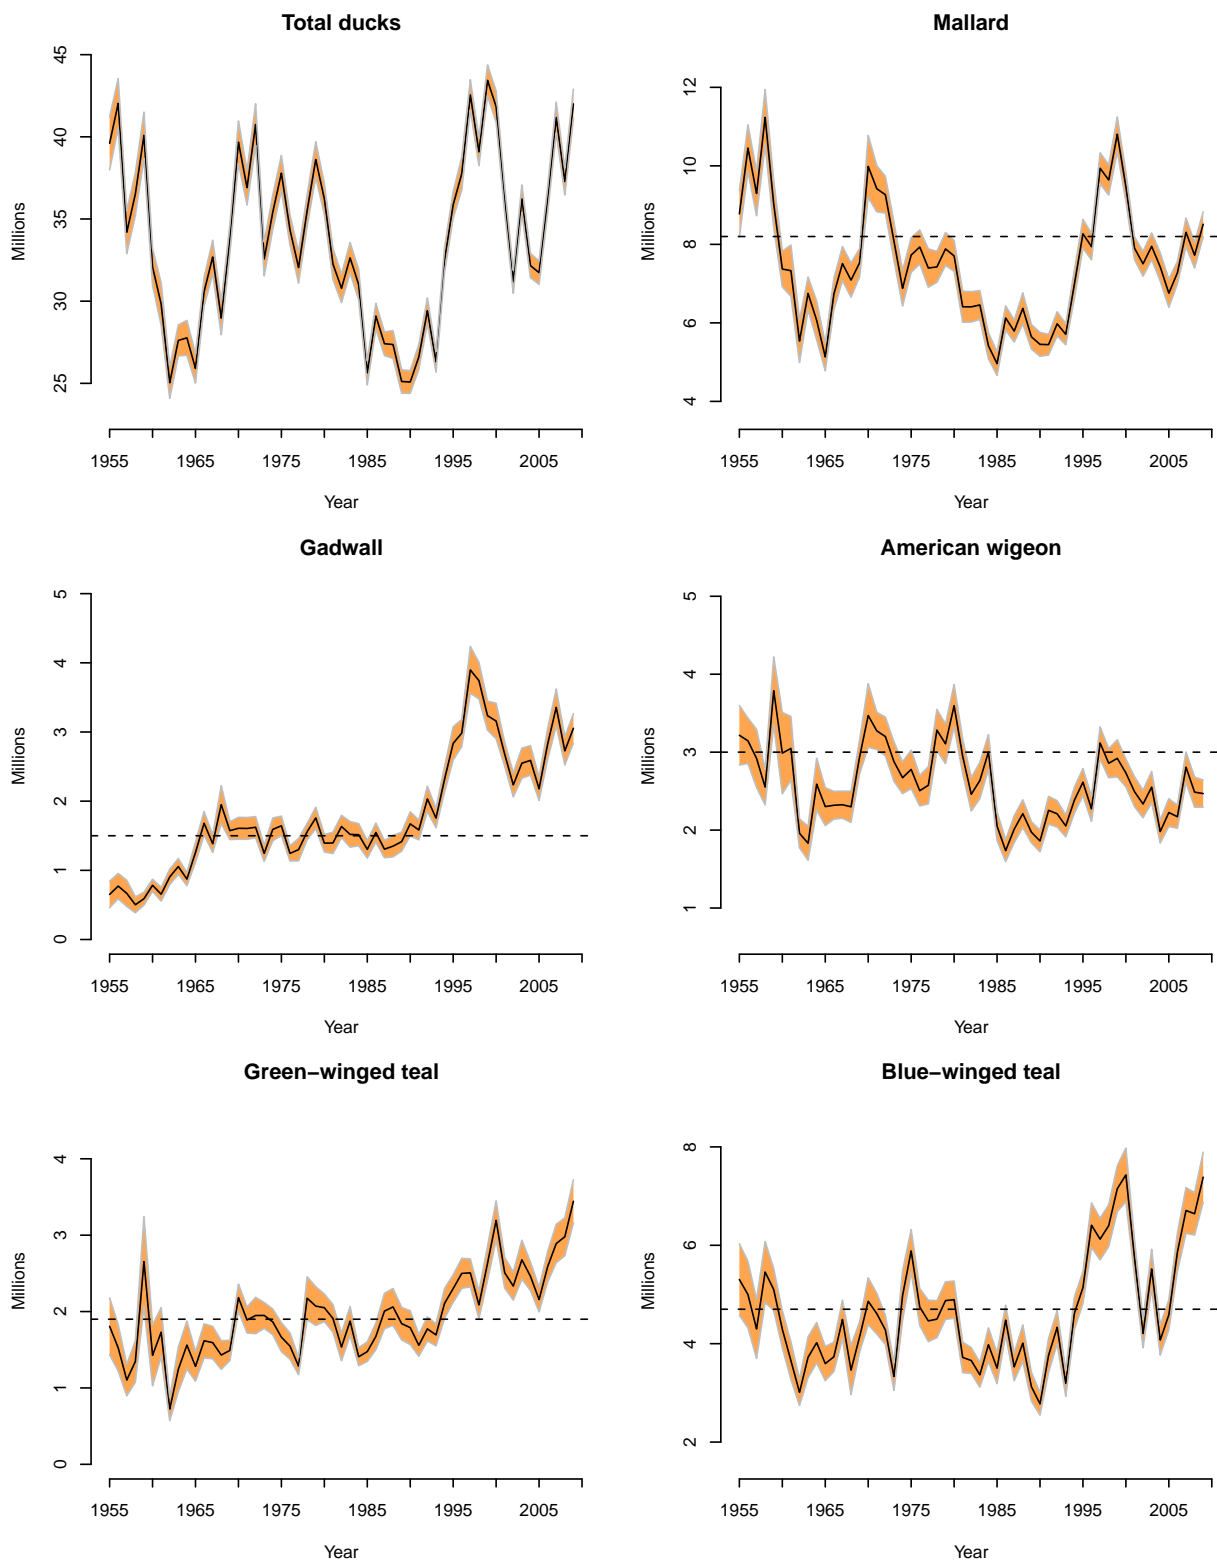 Total ducks
Millions
45
40
35
30
25
1955 1965 1975 1985 1995 2005
Year
Mallard
Millions
12
10
8
6
4
1955 1965 1975 1985 1995 2005
Year
Gadwall
Millions
5
4
3
2
1
0
1955 1965 1975 1985 1995 2005
Year
American wigeon
Millions
5
4
3
2
1
1955 1965 1975 1985 1995 2005
Year
Green−winged teal
Millions
4
3
2
1
0
1955 1965 1975 1985 1995 2005
Year
Blue−winged teal
Millions
8
6
4
2
1955 1965 1975 1985 1995 2005
Year